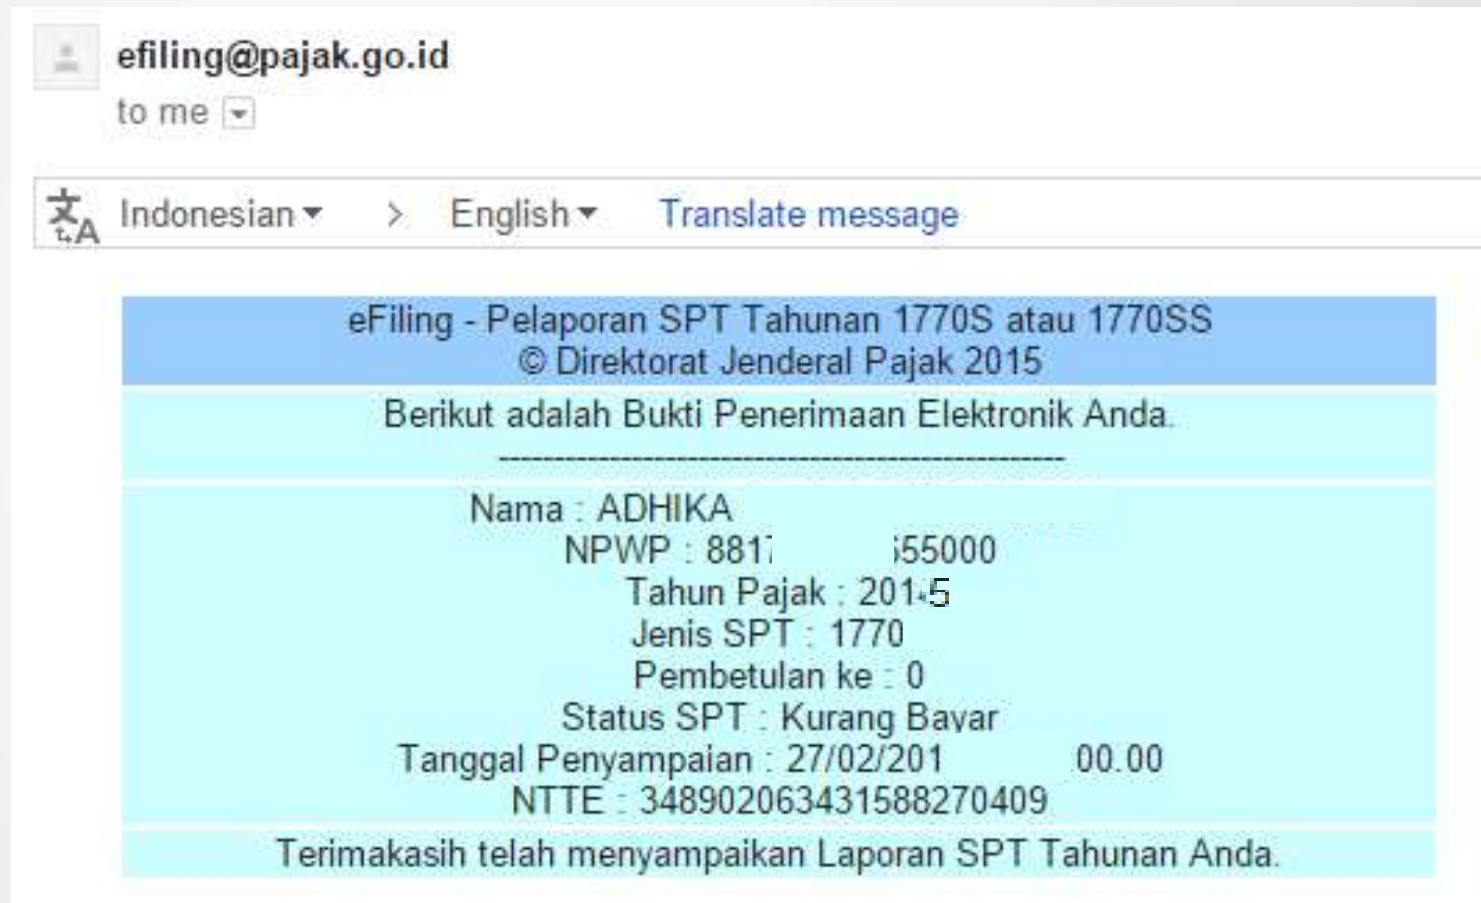 efiling@pajak.go.id
to me
Indonesian > English Translate message
eFiling - Pelaporan SPT Tahunan 1770S atau 1770SS
© Direktorat Jenderal Pajak 2015
Berikut adalah Bukti Penerimaan Elektronik Anda.
------------------------------------------------
Nama : ADHIKA
NPWP : 881 55000
Tahun Pajak : 2015
Jenis SPT : 1770
Pembetulan ke : 0
Status SPT : Kurang Bayar
Tanggal Penyampaian : 27/02/201 00.00
NTTE : 348902063431588270409
Terimakasih telah menyampaikan Laporan SPT Tahunan Anda.